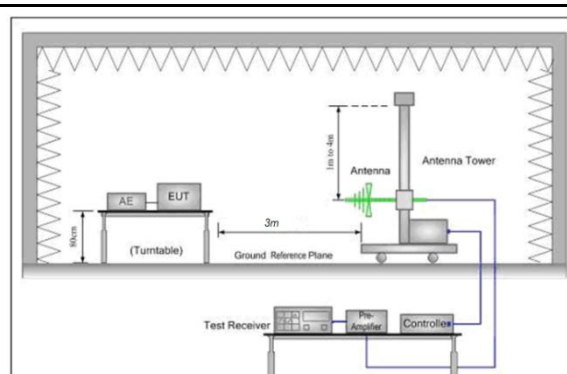 1m to 4m
Antenna
Antenna Tower
AE
EUT
80cm
3m
(Turntable)
Ground Reference Plane
Test Receiver
Pre-
Amplifier
Controller